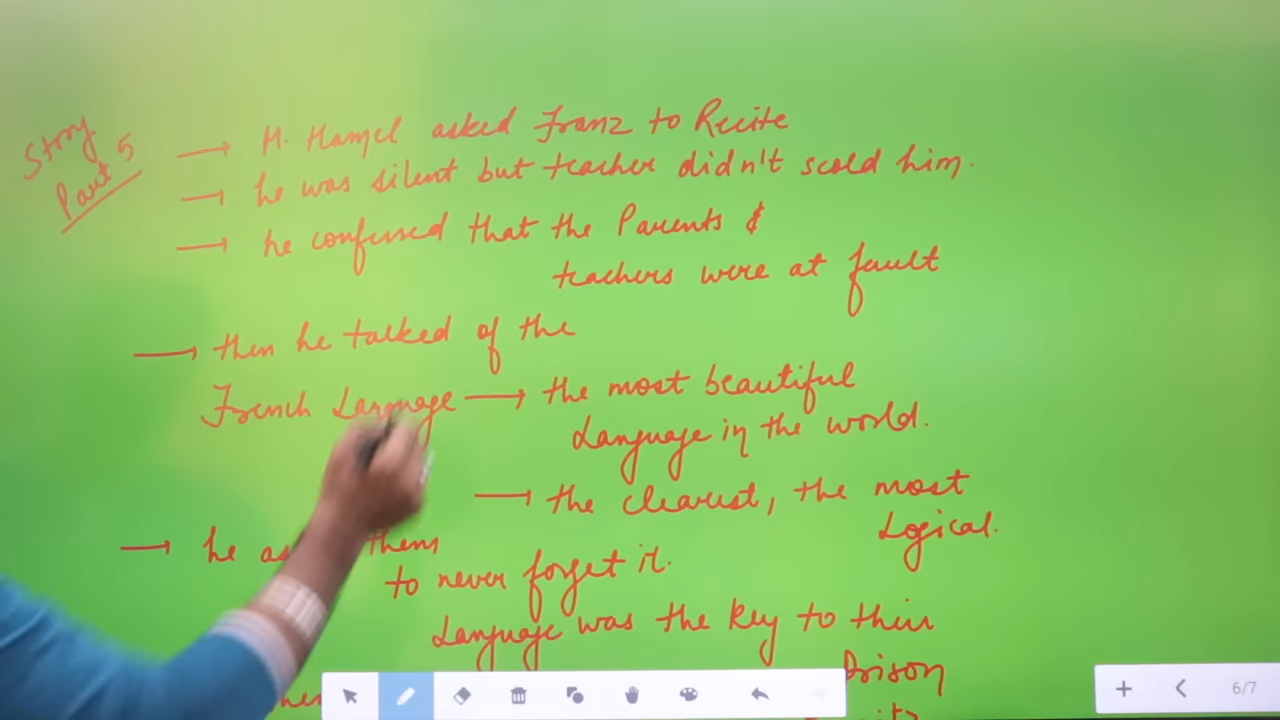 Story
Part 5
→ M. Hamel asked Franz to Recite
→ he was silent but teacher didn't scold him.
→ he confessed that the Parents &
teachers were at fault
→ then he talked of the
French Language → the most beautiful
Language in the world.
→ the clearest, the most
Logical.
→ he as them
to never forget it.
Language was the key to their
Prison
6/7